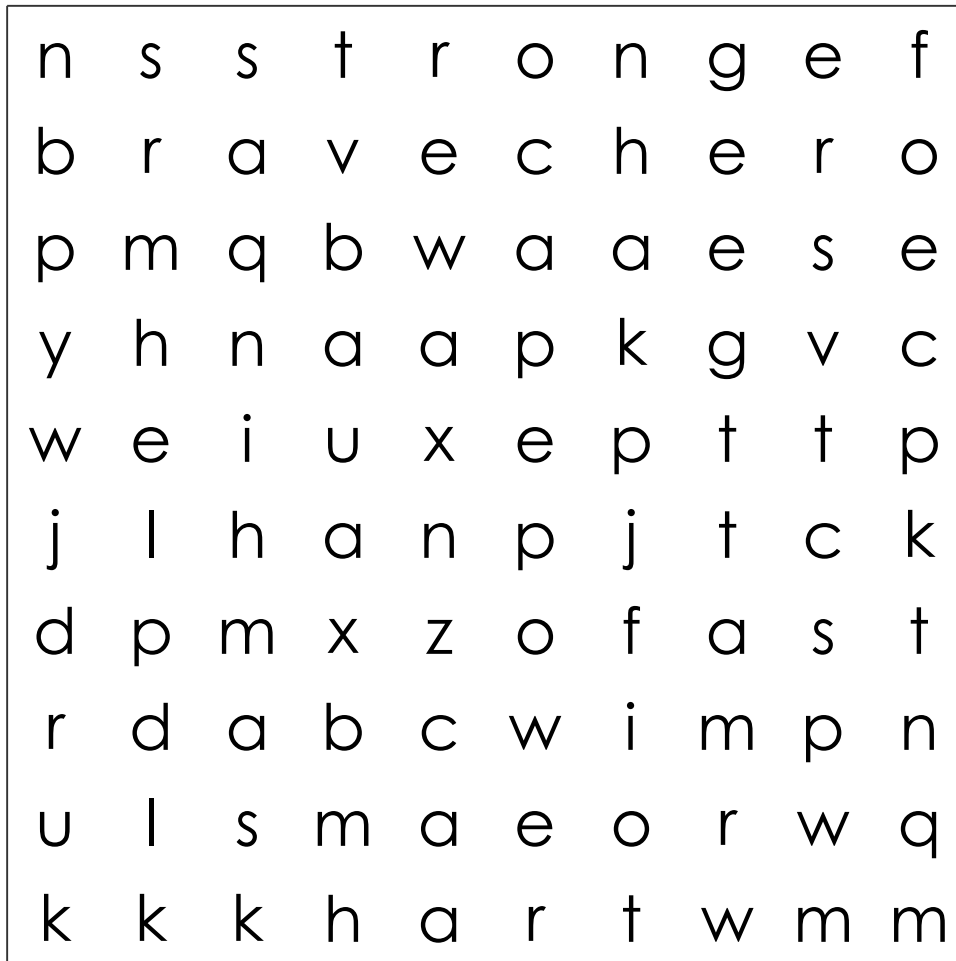 n s s t r o n g e f
b r a v e c h e r o
p m q b w a a e s e
y h n a a p k g v c
w e i u x e p t t p
j l h a n p j t c k
d p m x z o f a s t
r d a b c w i m p n
u l s m a e o r w q
k k k h a r t w m m